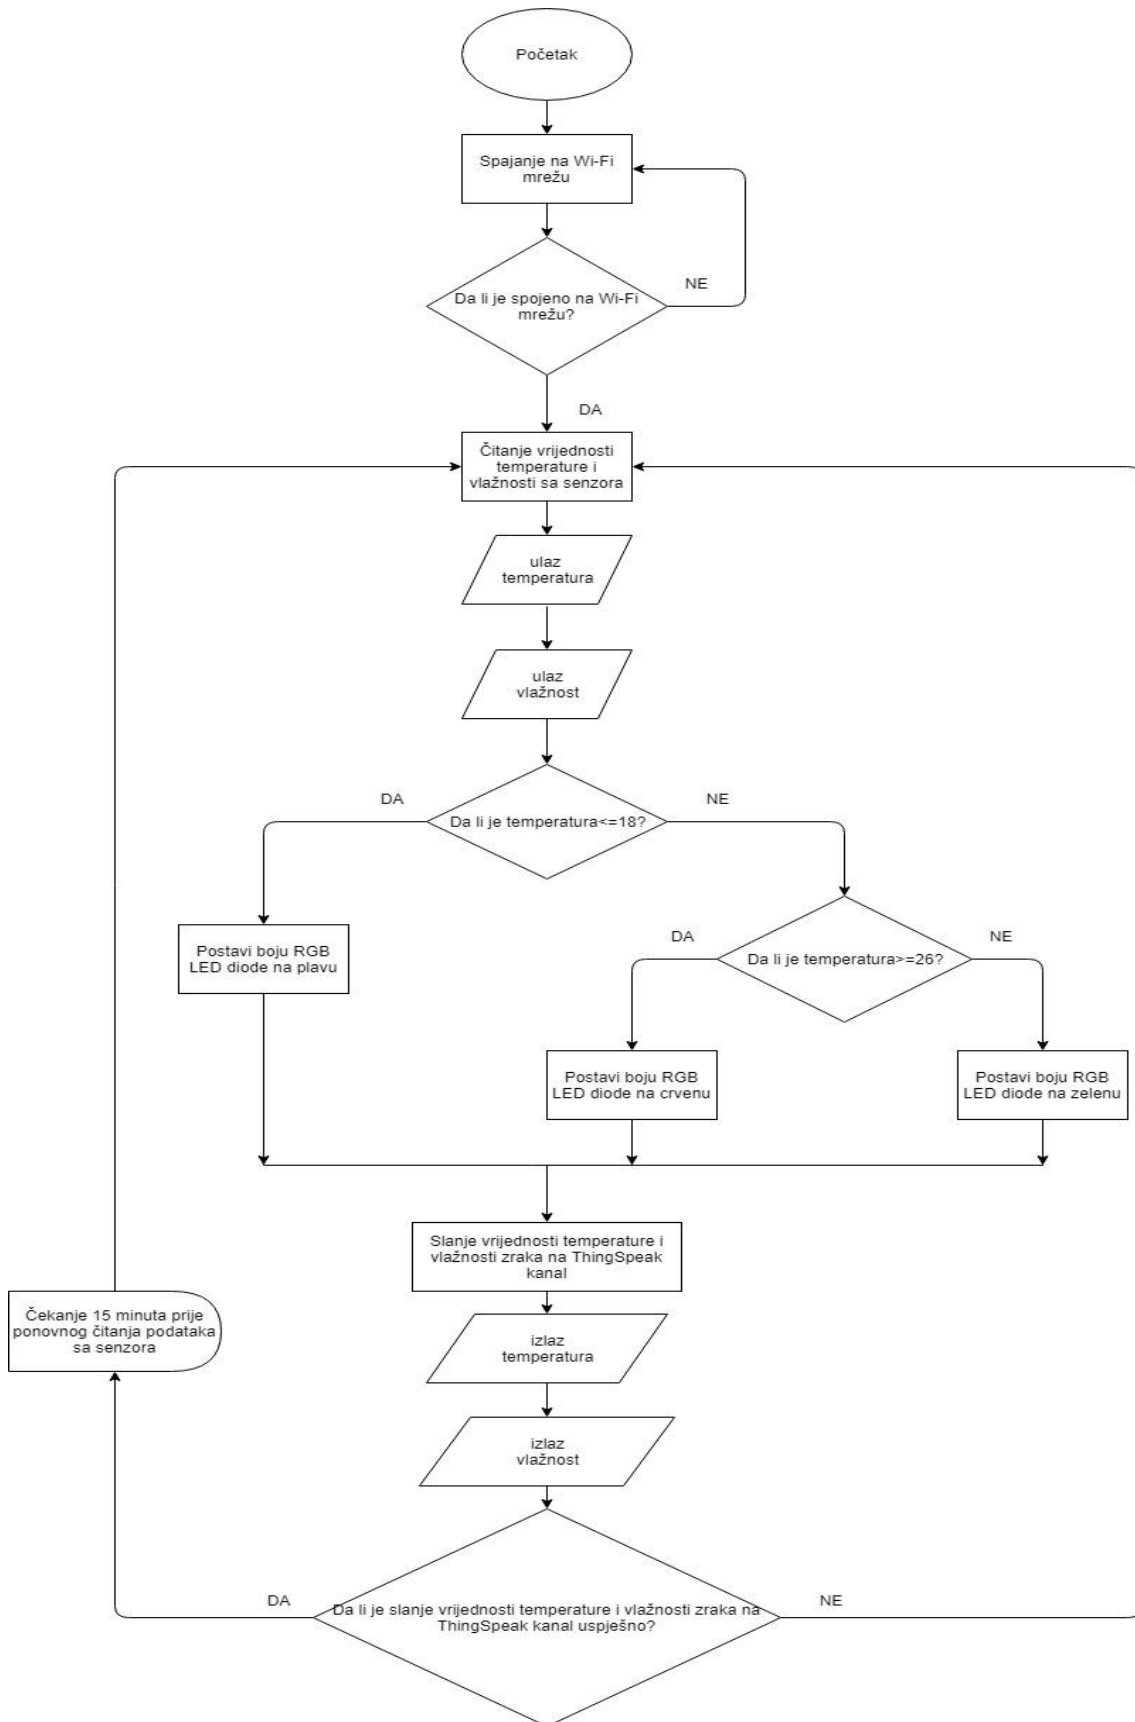 Početak
Spajanje na Wi-Fi
mrežu
Da li je spojeno na Wi-Fi
mrežu?
NE
DA
Čitanje vrijednosti
temperature i
vlažnosti sa senzora
ulaz
temperatura
ulaz
vlažnost
DA
NE
Da li je temperatura<=18?
Postavi boju RGB
LED diode na plavu
DA
NE
Da li je temperatura>=26?
Postavi boju RGB
LED diode na crvenu
Postavi boju RGB
LED diode na zelenu
Slanje vrijednosti temperature i
vlažnosti zraka na ThingSpeak
kanal
Čekanje 15 minuta prije
ponovnog čitanja podataka
sa senzora
izlaz
temperatura
izlaz
vlažnost
DA
NE
Da li je slanje vrijednosti temperature i vlažnosti zraka na
ThingSpeak kanal uspješno?